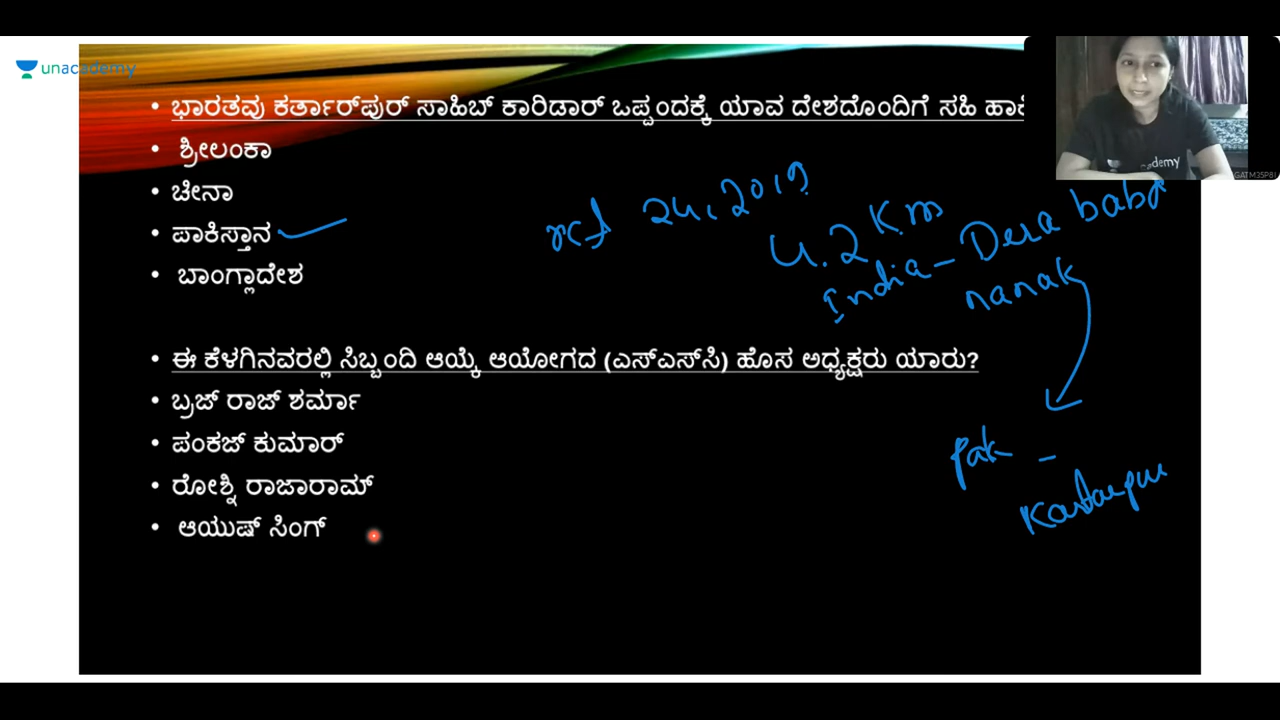 unacademy
• ಭಾರತವು ಕರ್ತಾರ್‌ಪುರ್ ಸಾಹಿಬ್ ಕಾರಿಡಾರ್ ಒಪ್ಪಂದಕ್ಕೆ ಯಾವ ದೇಶದೊಂದಿಗೆ ಸಹಿ
• ಶ್ರೀಲಂಕಾ
• ಚೀನಾ
• ಪಾಕಿಸ್ತಾನ
• ಬಾಂಗ್ಲಾದೇಶ
24, 2019
4.2 Km
India – Dera baba
nanak
• ಈ ಕೆಳಗಿನವರಲ್ಲಿ ಸಿಬ್ಬಂದಿ ಆಯ್ಕೆ ಆಯೋಗದ (ಎಸ್‌ಎಸ್‌ಸಿ) ಹೊಸ ಅಧ್ಯಕ್ಷರು ಯಾರು?
• ಬ್ರಜ್ ರಾಜ್ ಶರ್ಮಾ
• ಪಂಕಜ್ ಕುಮಾರ್
• ರೋಶ್ನಿ ರಾಜಾರಾಮ್
• ಆಯುಷ್ ಸಿಂಗ್
Pak –
Kartarpur
GATM35P8I